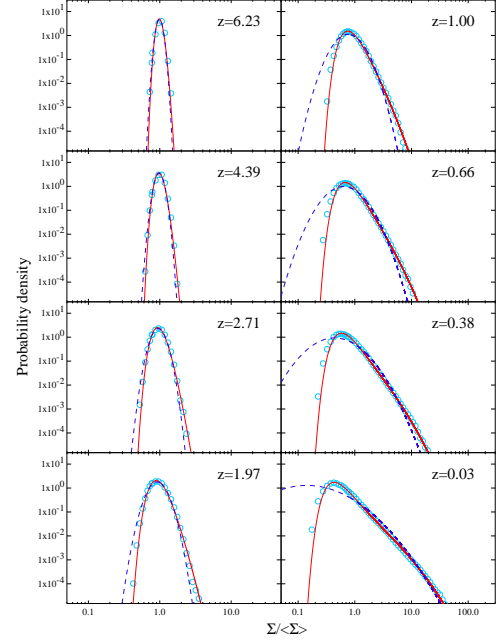 1x10¹ z=6.23 z=1.00
1x10⁰
1x10⁻¹
1x10⁻²
1x10⁻³
1x10⁻⁴
1x10¹ z=4.39 z=0.66
1x10⁰
1x10⁻¹
1x10⁻²
1x10⁻³
1x10⁻⁴
Probability density
1x10¹ z=2.71 z=0.38
1x10⁰
1x10⁻¹
1x10⁻²
1x10⁻³
1x10⁻⁴
1x10¹ z=1.97 z=0.03
1x10⁰
1x10⁻¹
1x10⁻²
1x10⁻³
1x10⁻⁴
0.1 1.0 10.0 0.1 1.0 10.0 100.0
Σ/<Σ>